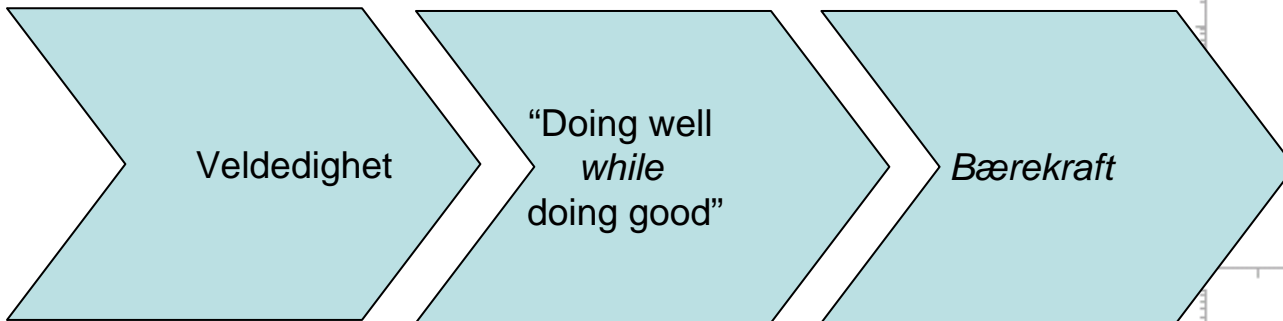 Veldedighet
“Doing well
while
doing good”
Bærekraft